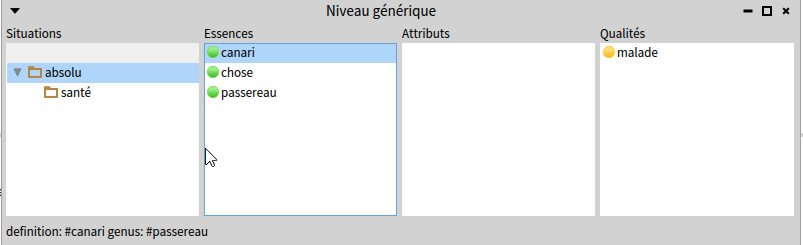 Niveau générique
Situations Essences Attributs Qualités
canari malade
absolu chose
santé passereau
definition: #canari genus: #passereau